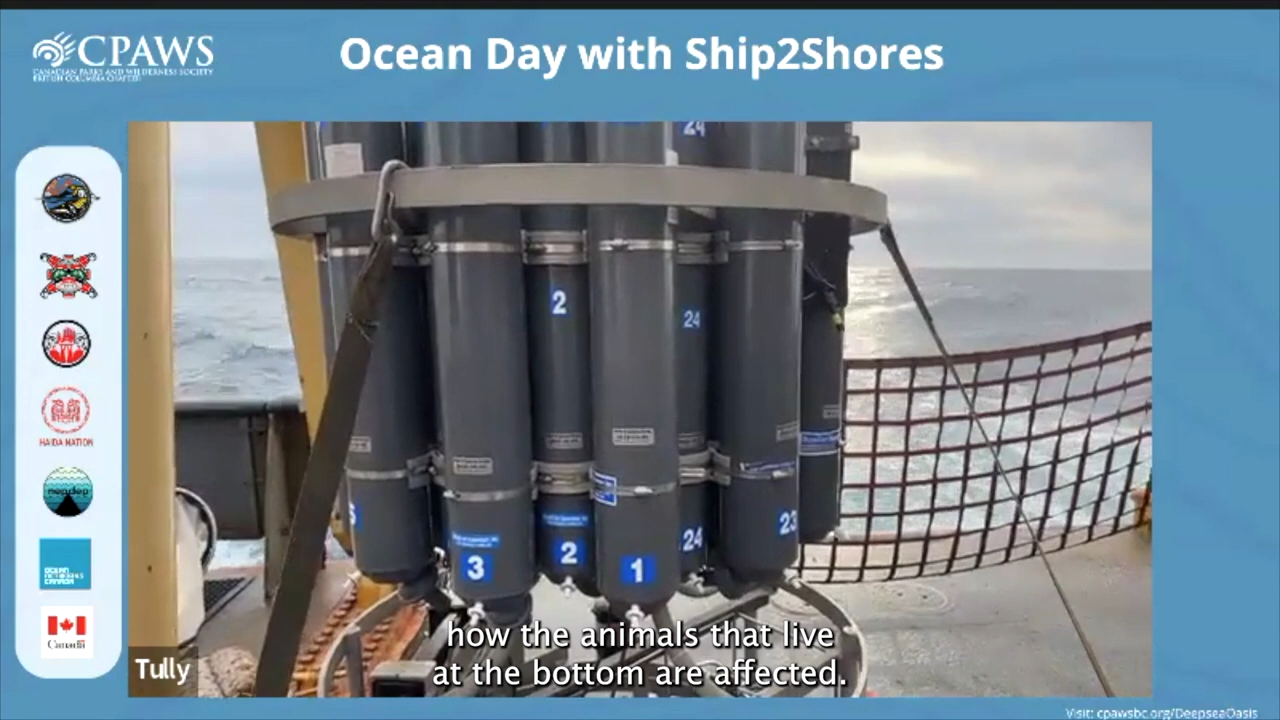 CPAWS
CANADIAN PARKS AND WILDERNESS SOCIETY
BRITISH COLUMBIA CHAPTER
Ocean Day with Ship2Shores
24
2
24
HAIDA NATION
nepdep
OCEAN
NETWORKS
CANADA
Canada
3
2
1
24
23
how the animals that live
at the bottom are affected.
Tully
Visit: cpawsbc.org/DeepseaOasis